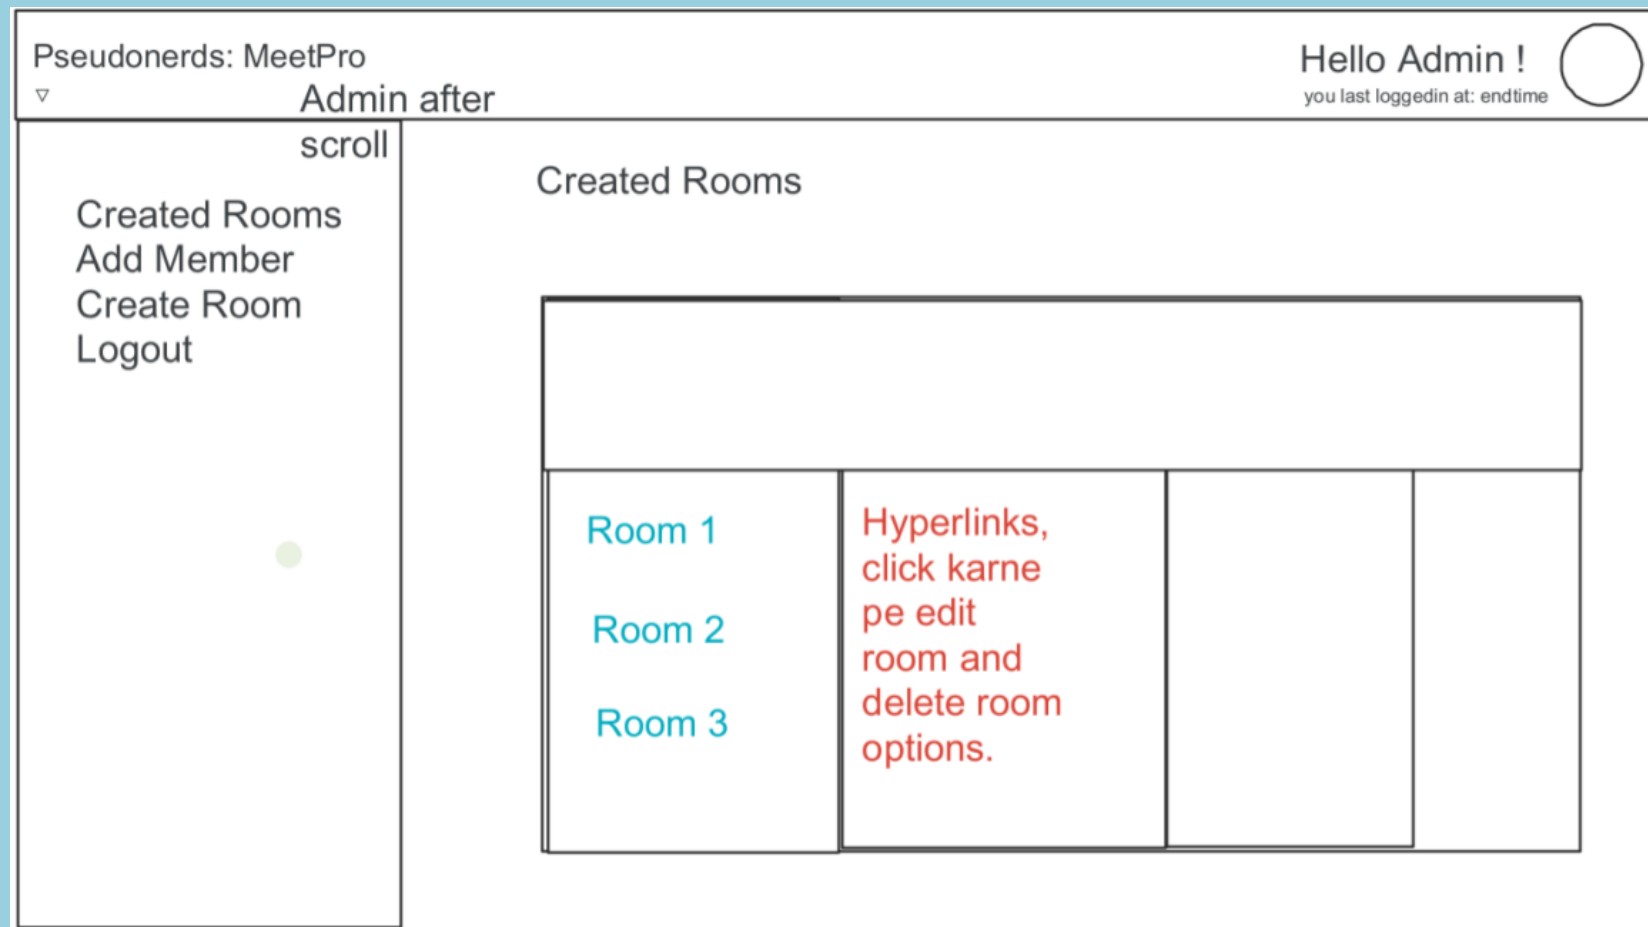 Pseudonerds: MeetPro
Hello Admin !
you last loggedin at: endtime
Admin after
scroll
Created Rooms
Add Member
Create Room
Logout
Created Rooms
Room 1
Room 2
Room 3
Hyperlinks,
click karne
pe edit
room and
delete room
options.